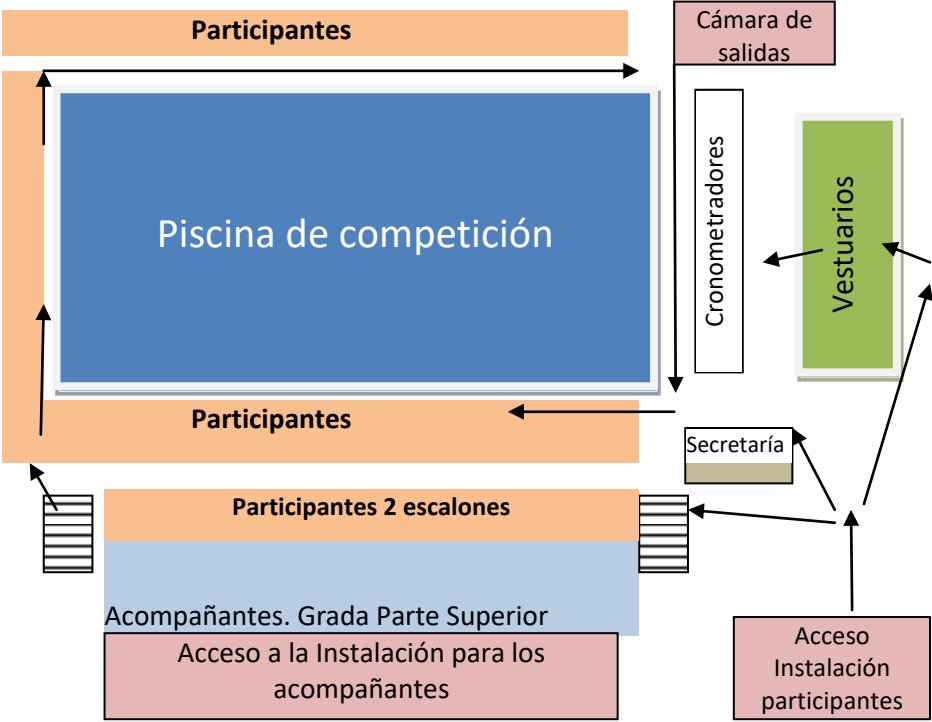 Participantes
Cámara de
salidas
Piscina de competición
Cronometradores
Vestuarios
Participantes
Secretaría
Participantes 2 escalones
Acompañantes. Grada Parte Superior
Acceso a la Instalación para los
acompañantes
Acceso
Instalación
participantes